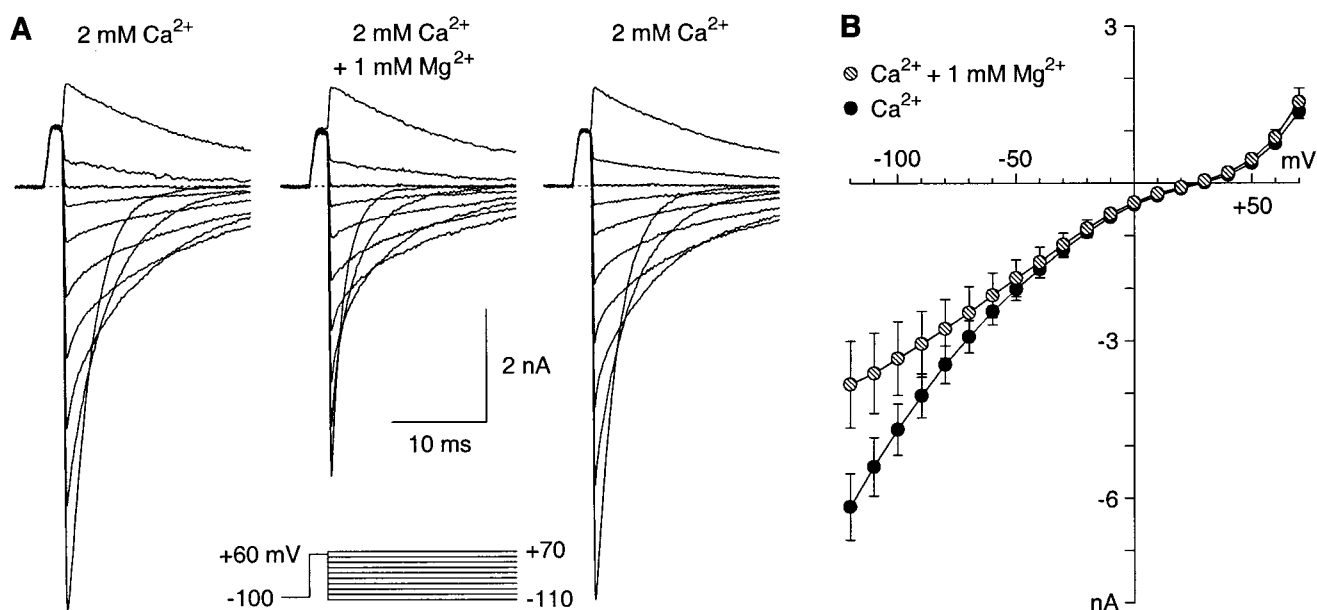 A
2 mM Ca²⁺
2 mM Ca²⁺
+ 1 mM Mg²⁺
2 mM Ca²⁺
2 nA
10 ms
+60 mV
-100
+70
-110
B
Ca²⁺ + 1 mM Mg²⁺
Ca²⁺
3
-100
-50
mV
+50
-3
-6
nA